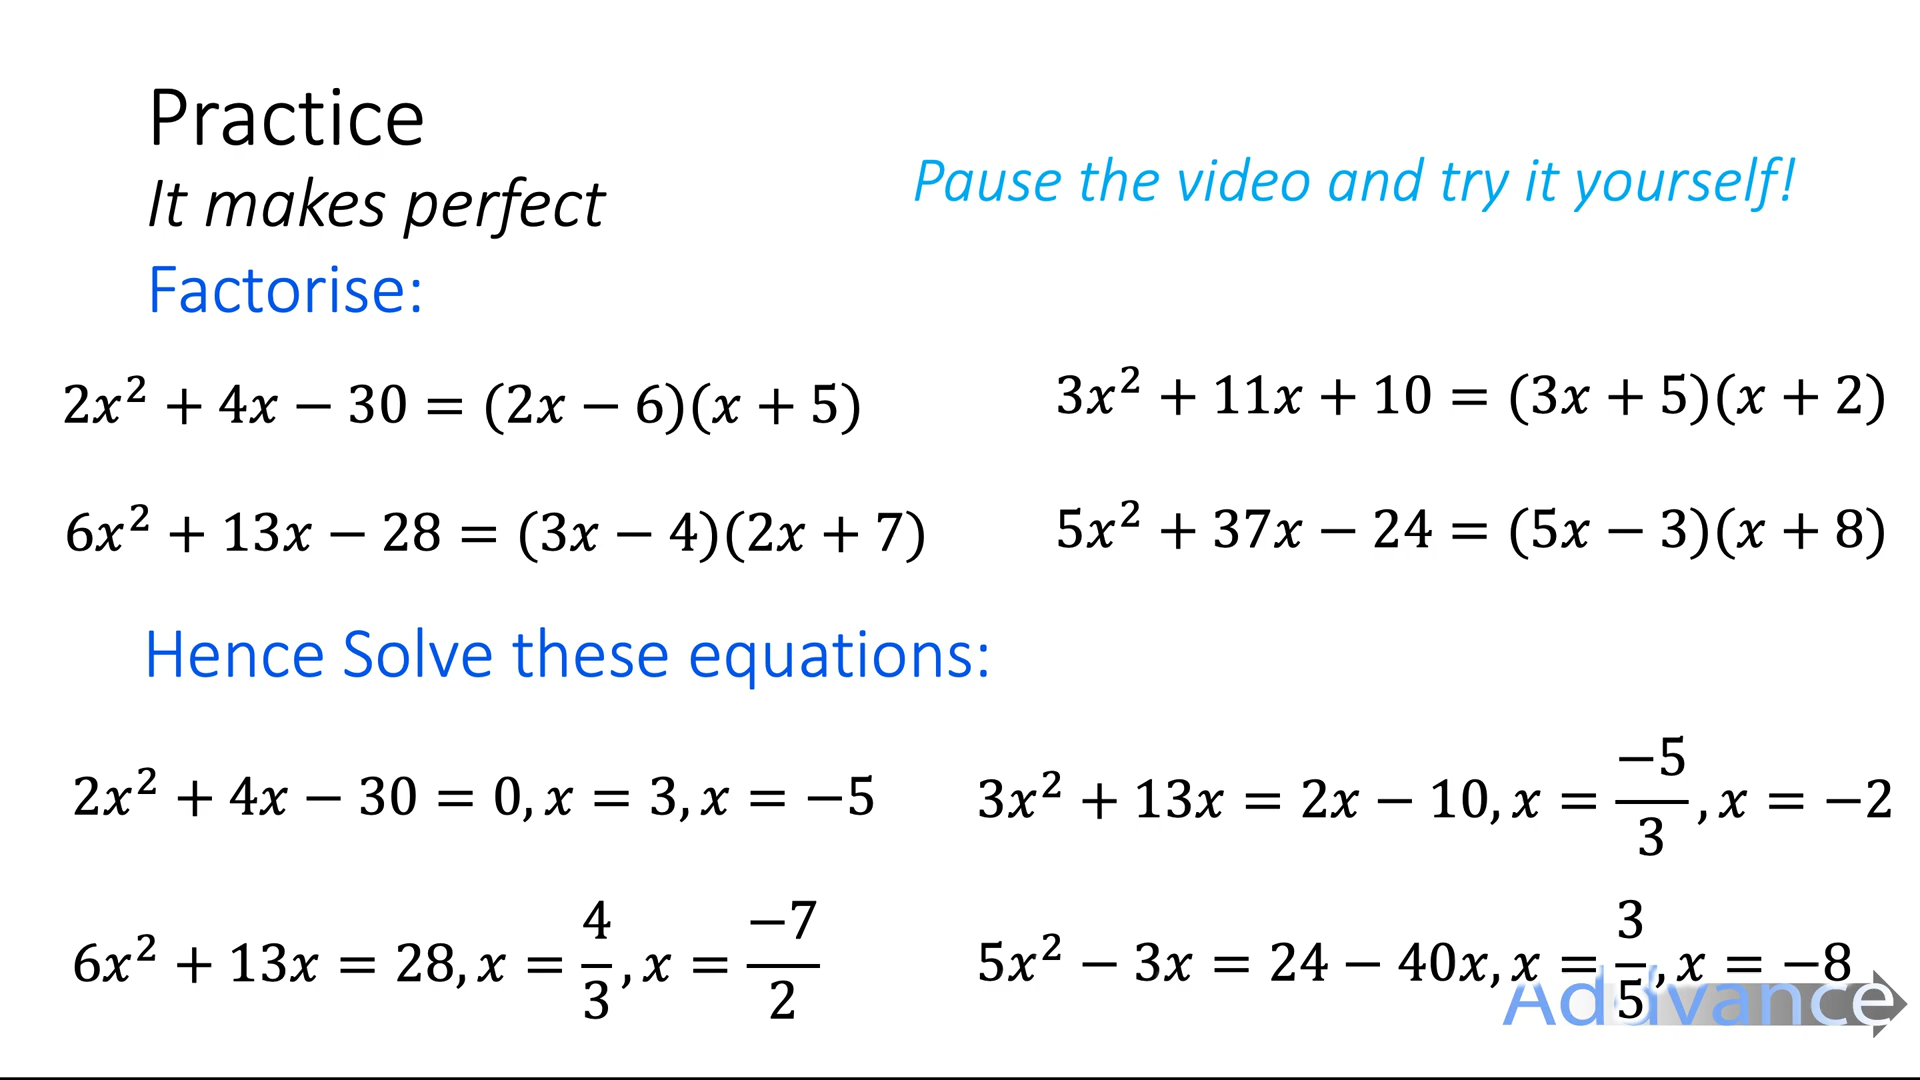 Practice
It makes perfect
Pause the video and try it yourself!
Factorise:
2x² + 4x − 30 = (2x − 6)(x + 5)
3x² + 11x + 10 = (3x + 5)(x + 2)
6x² + 13x − 28 = (3x − 4)(2x + 7)
5x² + 37x − 24 = (5x − 3)(x + 8)
Hence Solve these equations:
2x² + 4x − 30 = 0, x = 3, x = −5
3x² + 13x = 2x − 10, x = −5/3, x = −2
6x² + 13x = 28, x = 4/3, x = −7/2
5x² − 3x = 24 − 40x, x = 3/5, x = −8
Addvance